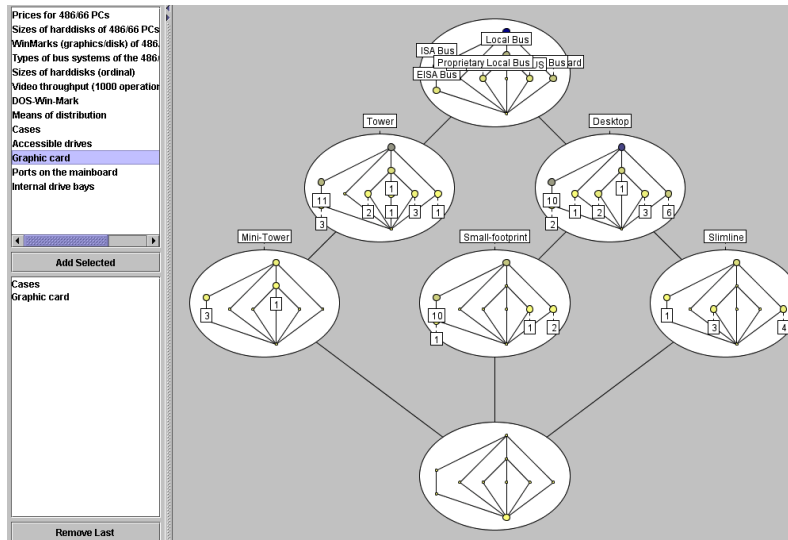 Prices for 486/66 PCs
Sizes of harddisks of 486/66 PCs
WinMarks (graphics/disk) of 486
Types of bus systems of the 486/
Sizes of harddisks (ordinal)
Video throughput (1000 operation
DOS-Win-Mark
Means of distribution
Cases
Accessible drives
Graphic card
Ports on the mainboard
Internal drive bays
Add Selected
Cases
Graphic card
Remove Last
Local Bus
ISA Bus
Proprietary Local Bus
Bus
EISA Bus
Tower
11 1
2 1 3 1
3
Desktop
10 1
1 2 3 6
2
Mini-Tower
3 1
Small-footprint
10
1 2
1
Slimline
1
3 4